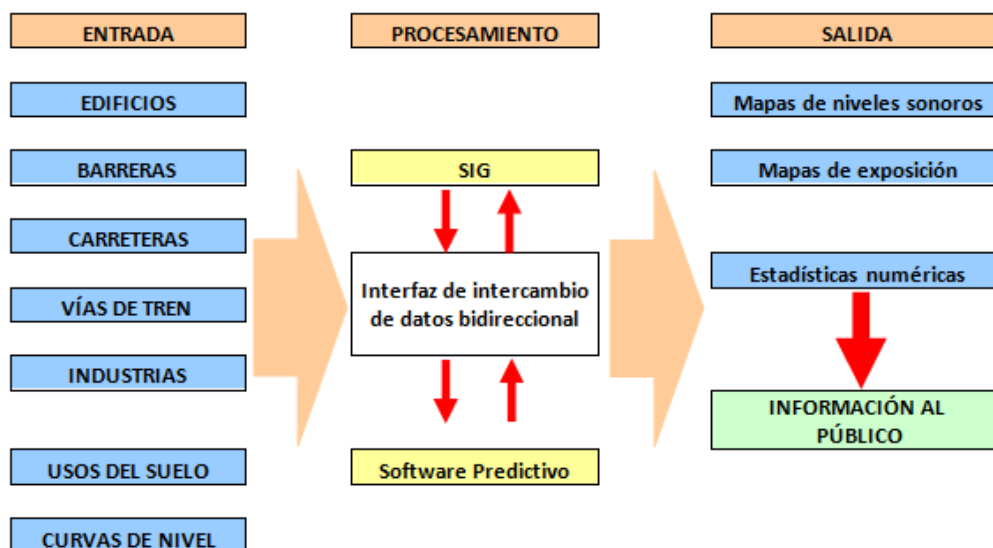 ENTRADA
PROCESAMIENTO
SALIDA
EDIFICIOS
BARRERAS
CARRETERAS
VÍAS DE TREN
INDUSTRIAS
USOS DEL SUELO
CURVAS DE NIVEL
SIG
Interfaz de intercambio
de datos bidireccional
Software Predictivo
Mapas de niveles sonoros
Mapas de exposición
Estadísticas numéricas
INFORMACIÓN AL
PÚBLICO